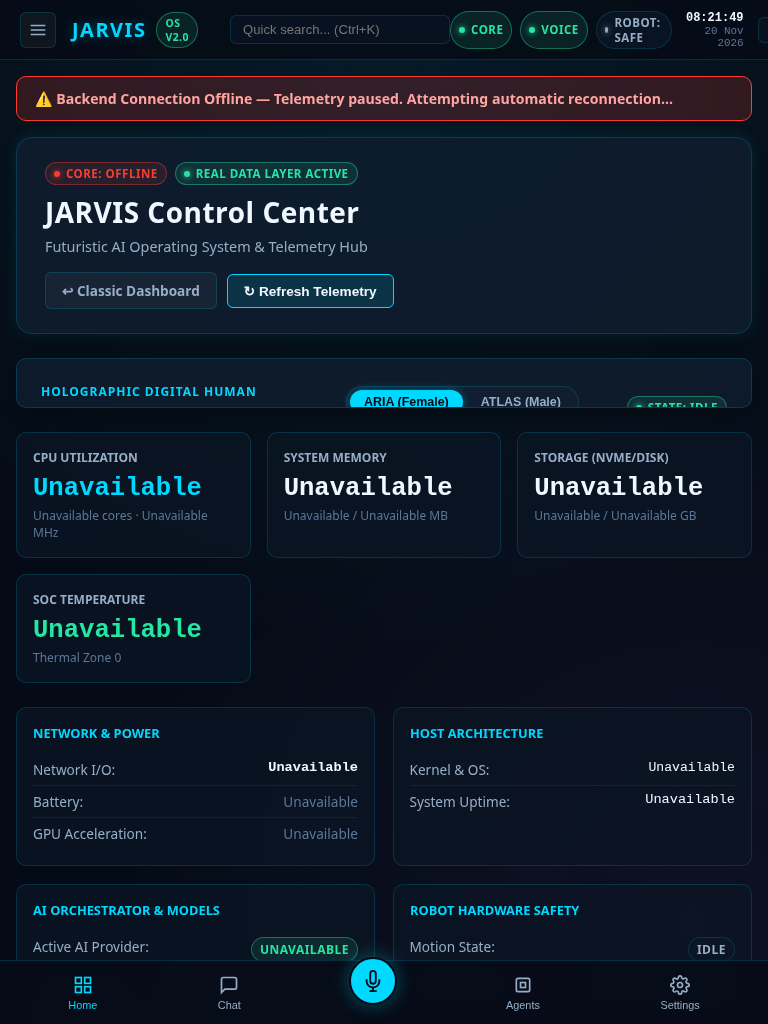 JARVIS
OS V2.0
Quick search... (Ctrl+K)
CORE
VOICE
ROBOT: SAFE
08:21:49
20 Nov 2026
⚠️ Backend Connection Offline — Telemetry paused. Attempting automatic reconnection...
CORE: OFFLINE
REAL DATA LAYER ACTIVE
JARVIS Control Center
Futuristic AI Operating System & Telemetry Hub
↩ Classic Dashboard
↻ Refresh Telemetry
HOLOGRAPHIC DIGITAL HUMAN
ARIA (Female)
ATLAS (Male)
STATE: IDLE
CPU UTILIZATION
Unavailable
Unavailable cores · Unavailable
MHz
SYSTEM MEMORY
Unavailable
Unavailable / Unavailable MB
STORAGE (NVME/DISK)
Unavailable
Unavailable / Unavailable GB
SOC TEMPERATURE
Unavailable
Thermal Zone 0
NETWORK & POWER
Network I/O: Unavailable
Battery: Unavailable
GPU Acceleration: Unavailable
HOST ARCHITECTURE
Kernel & OS: Unavailable
System Uptime: Unavailable
AI ORCHESTRATOR & MODELS
Active AI Provider: UNAVAILABLE
ROBOT HARDWARE SAFETY
Motion State: IDLE
Home
Chat
Agents
Settings